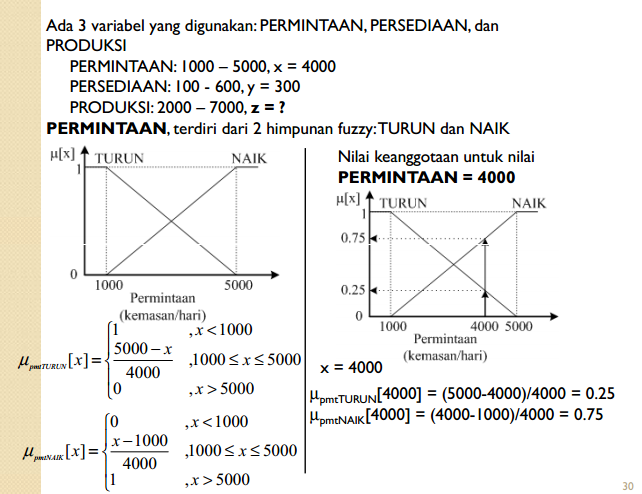 Ada 3 variabel yang digunakan: PERMINTAAN, PERSEDIAAN, dan
PRODUKSI
PERMINTAAN: 1000 – 5000, x = 4000
PERSEDIAAN: 100 - 600, y = 300
PRODUKSI: 2000 – 7000, z = ?
PERMINTAAN, terdiri dari 2 himpunan fuzzy: TURUN dan NAIK
μ[x]
TURUN NAIK
1
0
1000 5000
Permintaan
(kemasan/hari)
μpmtTURUN[x] = {
1 , x < 1000
5000 − x
4000
, 1000 ≤ x ≤ 5000
0 , x > 5000
μpmtNAIK[x] = {
0 , x < 1000
x − 1000
4000
, 1000 ≤ x ≤ 5000
1 , x > 5000
Nilai keanggotaan untuk nilai
PERMINTAAN = 4000
μ[x]
TURUN NAIK
1
0.75
0.25
0
1000 4000 5000
Permintaan
(kemasan/hari)
x = 4000
μpmtTURUN[4000] = (5000-4000)/4000 = 0.25
μpmtNAIK[4000] = (4000-1000)/4000 = 0.75
30